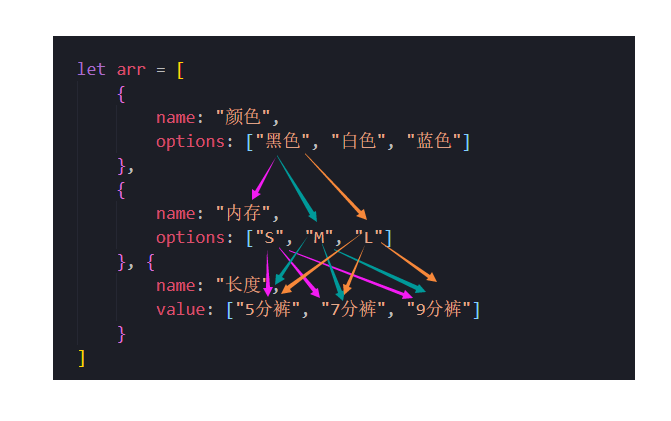 let arr = [
{
name: "颜色",
options: ["黑色", "白色", "蓝色"]
},
{
name: "内存",
options: ["S", "M", "L"]
}, {
name: "长度",
value: ["5分裤", "7分裤", "9分裤"]
}
]